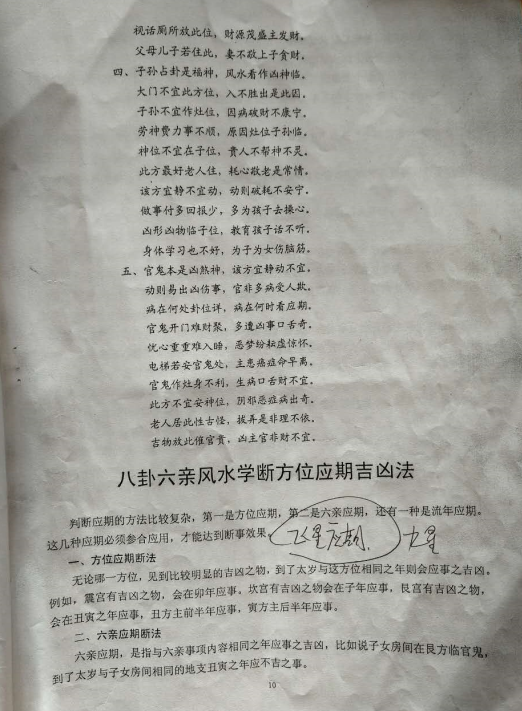 视话厕所放此位，财源茂盛主发财。
父母儿子若住此，妻不敬上子贪财。
四、子孙占卦是福神，风水看作凶神临。
大门不宜此方位，入不胜出是此因。
子孙不宜作灶位，因病破财不康宁。
劳神费力事不顺，原因灶位子孙临。
神位不宜在子位，贵人不帮神不灵。
此方最好老人住，耗心敬老是常情。
该方宜静不宜动，动则破耗不安宁。
做事付多回报少，多为孩子去操心。
凶形凶物临子位，教育孩子话不听。
身体学习也不好，为子为女伤脑筋。
五、官鬼本是凶煞神，该方宜静动不宜。
动则易出凶伤事，官非多病受人欺。
病在何处卦位详，病在何时看应期。
官鬼开门难财聚，多遭凶事口舌奇。
忧心重重难入睡，恶梦纷纭虚惊怀。
电梯若安官鬼处，主患癌症命早离。
官鬼作灶身不利，生病口舌财不宜。
此方不宜安神位，阴邪恶症病出奇。
老人居此性古怪，拨弄是非理不依。
吉物放此催官贵，凶主官非财不宜。
八卦六亲风水学断方位应期吉凶法
判断应期的方法比较复杂，第一是方位应期，第二是六亲应期，还有一种是流年应期。
这几种应期必须参合应用，才能达到断事效果。 飞星应期 九星
一、方位应期断法
无论哪一方位，见到比较明显的吉凶之物，到了太岁与这方位相同之年则会应事之吉凶。
例如，震宫有吉凶之物，会在卯年应事，坎宫有吉凶之物会在子年应事，艮宫有吉凶之物，
会在丑寅之年应事，丑方主前半年应事，寅方主后半年应事。
二、六亲应期断法
六亲应期，是指与六亲事项内容相同之年应事之吉凶，比如说子女房间在艮方临官鬼，
到了太岁与子女房间相同的地支丑寅之年应不吉之事。
10